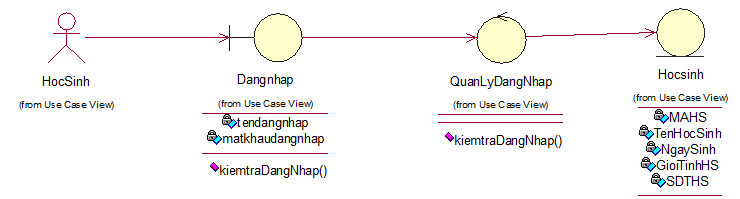 HocSinh
(from Use Case View)
Dangnhap
(from Use Case View)
tendangnhap
matkhaudangnhap
kiemtraDangNhap()
QuanLyDangNhap
(from Use Case View)
kiemtraDangNhap()
Hocsinh
(from Use Case View)
MAHS
TenHocSinh
NgaySinh
GioiTinhHS
SDTHS